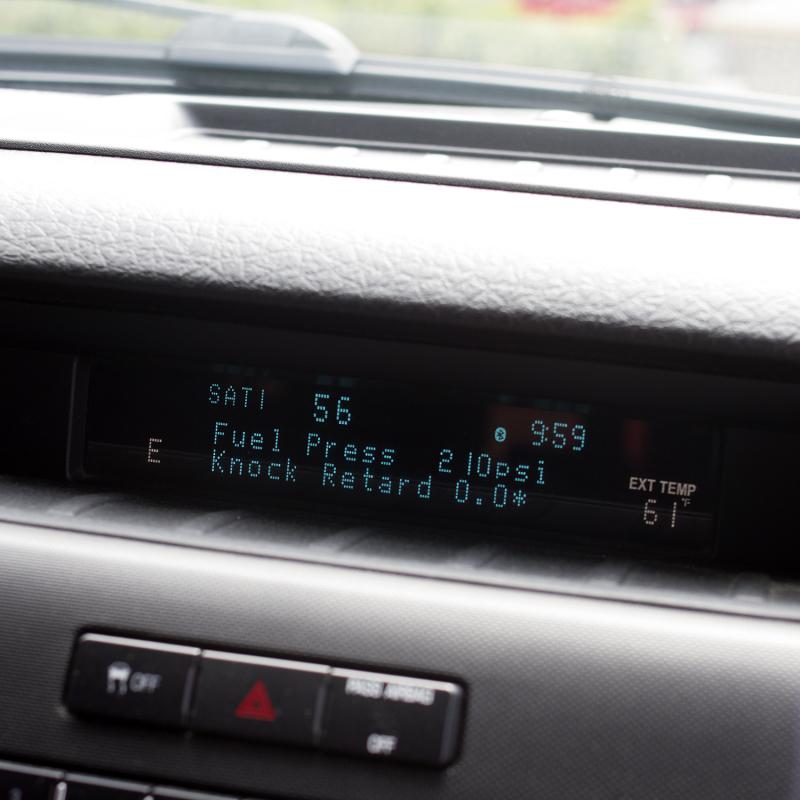 SAT1 56 9:59
E
Fuel Press 210psi
Knock Retard 0.0*
EXT TEMP
61°F
OFF
PASS AIRBAG
OFF